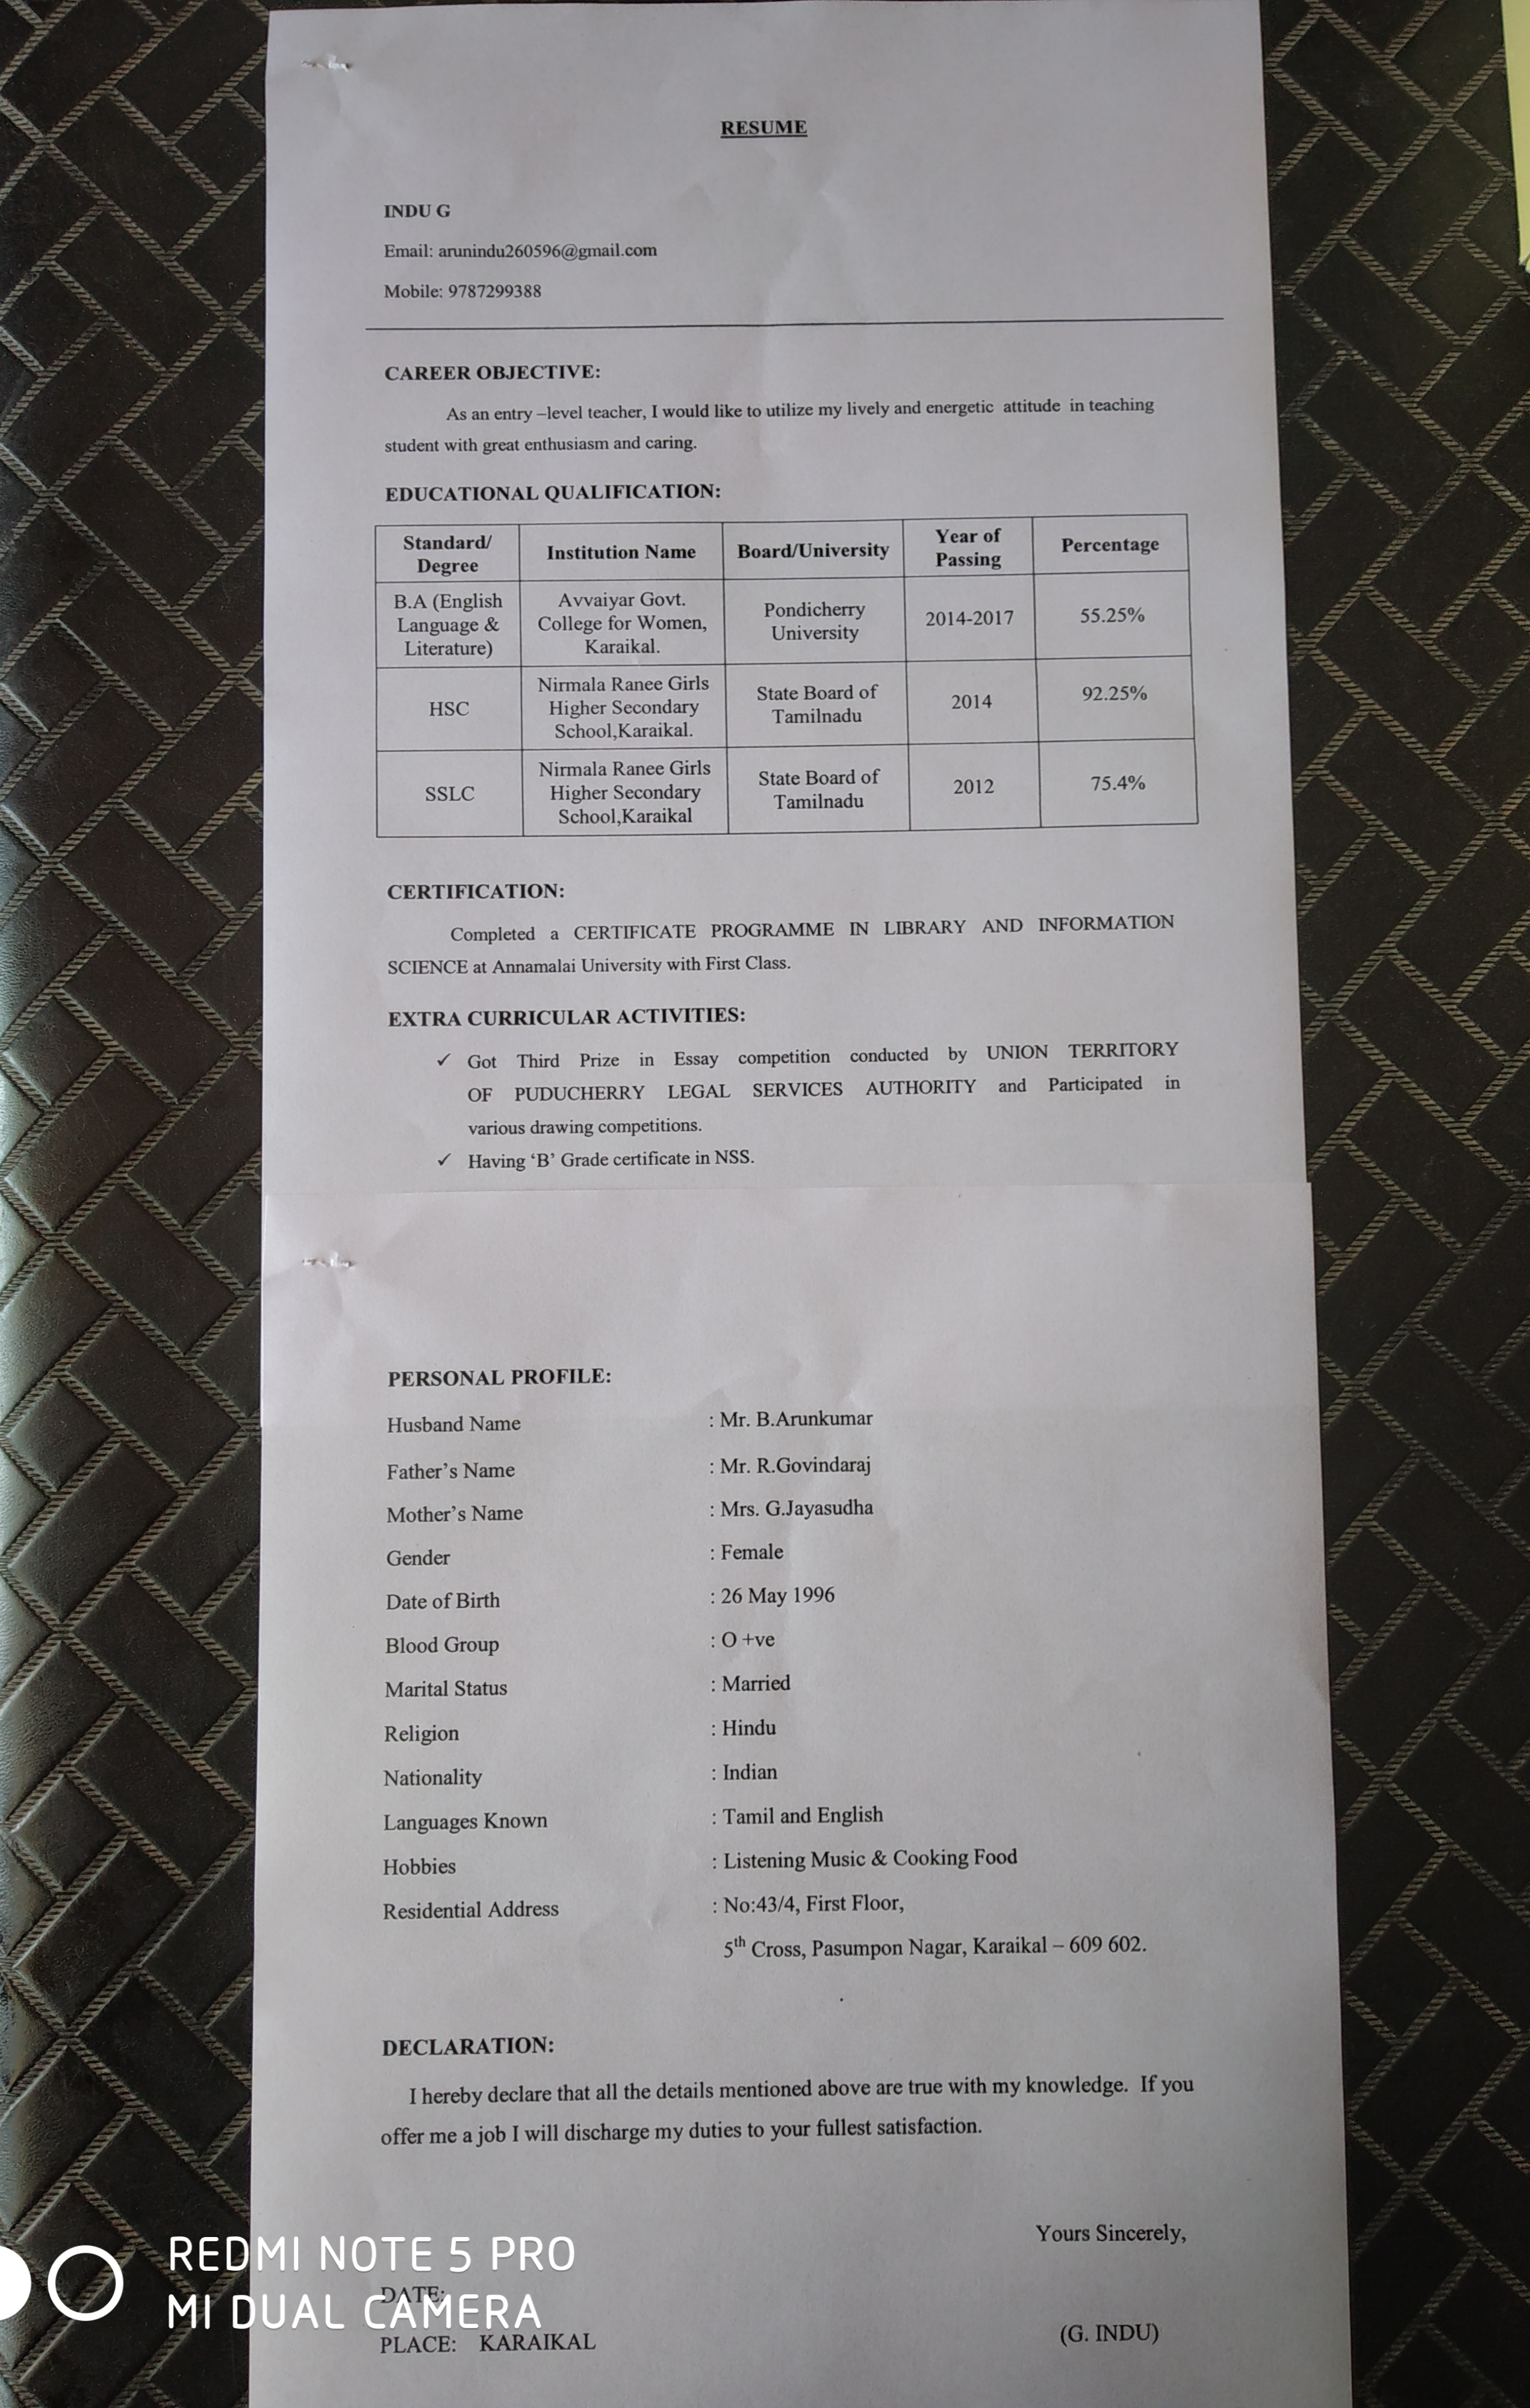 RESUME
INDU G
Email: arunindu260596@gmail.com
Mobile: 9787299388
CAREER OBJECTIVE:
As an entry –level teacher, I would like to utilize my lively and energetic attitude in teaching
student with great enthusiasm and caring.
EDUCATIONAL QUALIFICATION:
Standard/ Degree | Institution Name | Board/University | Year of Passing | Percentage
B.A (English Language & Literature) | Avvaiyar Govt. College for Women, Karaikal. | Pondicherry University | 2014-2017 | 55.25%
HSC | Nirmala Ranee Girls Higher Secondary School,Karaikal. | State Board of Tamilnadu | 2014 | 92.25%
SSLC | Nirmala Ranee Girls Higher Secondary School,Karaikal | State Board of Tamilnadu | 2012 | 75.4%
CERTIFICATION:
Completed a CERTIFICATE PROGRAMME IN LIBRARY AND INFORMATION
SCIENCE at Annamalai University with First Class.
EXTRA CURRICULAR ACTIVITIES:
✓ Got Third Prize in Essay competition conducted by UNION TERRITORY
OF PUDUCHERRY LEGAL SERVICES AUTHORITY and Participated in
various drawing competitions.
✓ Having ‘B’ Grade certificate in NSS.
PERSONAL PROFILE:
Husband Name : Mr. B.Arunkumar
Father’s Name : Mr. R.Govindaraj
Mother’s Name : Mrs. G.Jayasudha
Gender : Female
Date of Birth : 26 May 1996
Blood Group : O +ve
Marital Status : Married
Religion : Hindu
Nationality : Indian
Languages Known : Tamil and English
Hobbies : Listening Music & Cooking Food
Residential Address : No:43/4, First Floor,
5th Cross, Pasumpon Nagar, Karaikal – 609 602.
DECLARATION:
I hereby declare that all the details mentioned above are true with my knowledge. If you
offer me a job I will discharge my duties to your fullest satisfaction.
Yours Sincerely,
DATE:
PLACE: KARAIKAL
(G. INDU)
REDMI NOTE 5 PRO
MI DUAL CAMERA